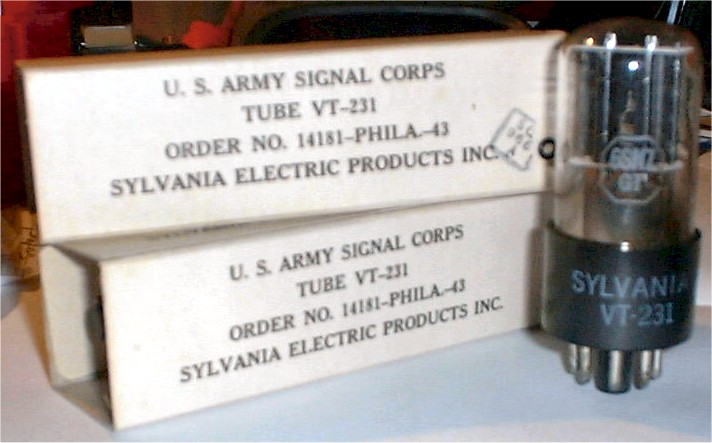 U. S. ARMY SIGNAL CORPS
TUBE VT-231
ORDER NO. 14181-PHILA.-43
SYLVANIA ELECTRIC PRODUCTS INC.
U. S. ARMY SIGNAL CORPS
TUBE VT-231
ORDER NO. 14181-PHILA.-43
SYLVANIA ELECTRIC PRODUCTS INC.
6SN7
GT
SYLVANIA
VT-231